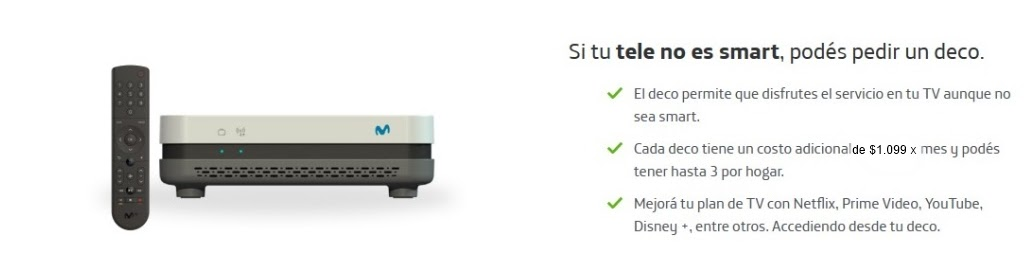 Si tu tele no es smart, podés pedir un deco.
El deco permite que disfrutes el servicio en tu TV aunque no
sea smart.
Cada deco tiene un costo adicional de $1.099 x mes y podés
tener hasta 3 por hogar.
Mejorá tu plan de TV con Netflix, Prime Video, YouTube,
Disney +, entre otros. Accediendo desde tu deco.